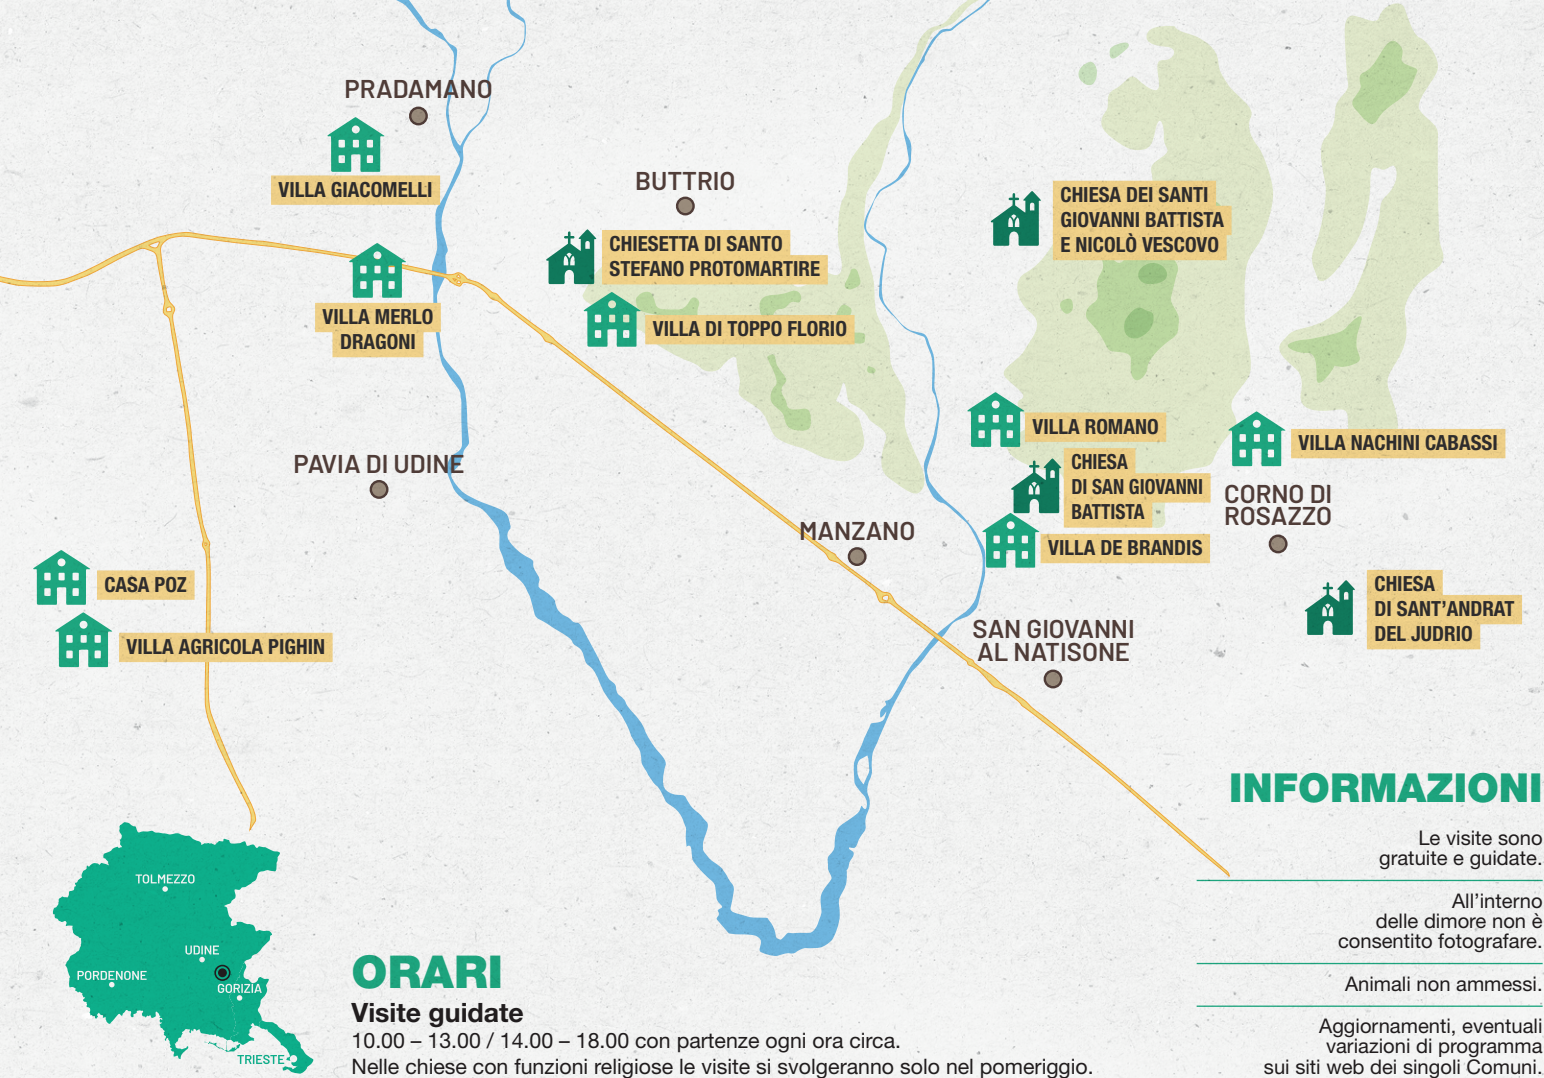 PRADAMANO
VILLA GIACOMELLI
BUTTRIO
CHIESETTA DI SANTO
STEFANO PROTOMARTIRE
CHIESA DEI SANTI
GIOVANNI BATTISTA
E NICOLÒ VESCOVO
VILLA MERLO
DRAGONI
VILLA DI TOPPO FLORIO
VILLA ROMANO
VILLA NACHINI CABASSI
PAVIA DI UDINE
CHIESA
DI SAN GIOVANNI
BATTISTA
CORNO DI
ROSAZZO
MANZANO
VILLA DE BRANDIS
CASA POZ
VILLA AGRICOLA PIGHIN
CHIESA
DI SANT'ANDRAT
DEL JUDRIO
SAN GIOVANNI
AL NATISONE
INFORMAZIONI
Le visite sono
gratuite e guidate.
All'interno
delle dimore non è
consentito fotografare.
Animali non ammessi.
Aggiornamenti, eventuali
variazioni di programma
sui siti web dei singoli Comuni.
TOLMEZZO
UDINE
PORDENONE
GORIZIA
TRIESTE
ORARI
Visite guidate
10.00 – 13.00 / 14.00 – 18.00 con partenze ogni ora circa.
Nelle chiese con funzioni religiose le visite si svolgeranno solo nel pomeriggio.